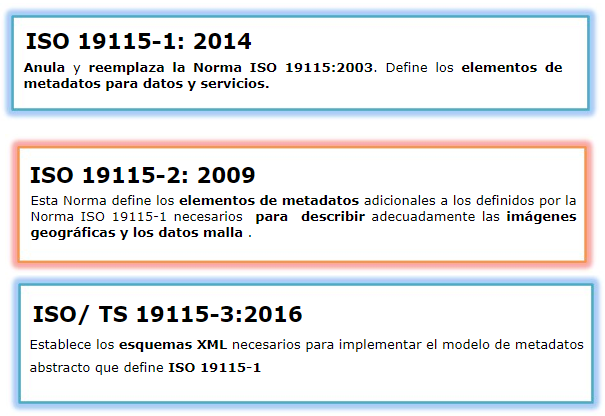 ISO 19115-1: 2014
Anula y reemplaza la Norma ISO 19115:2003. Define los elementos de
metadatos para datos y servicios.
ISO 19115-2: 2009
Esta Norma define los elementos de metadatos adicionales a los definidos por la
Norma ISO 19115-1 necesarios para describir adecuadamente las imágenes
geográficas y los datos malla .
ISO/ TS 19115-3:2016
Establece los esquemas XML necesarios para implementar el modelo de metadatos
abstracto que define ISO 19115-1